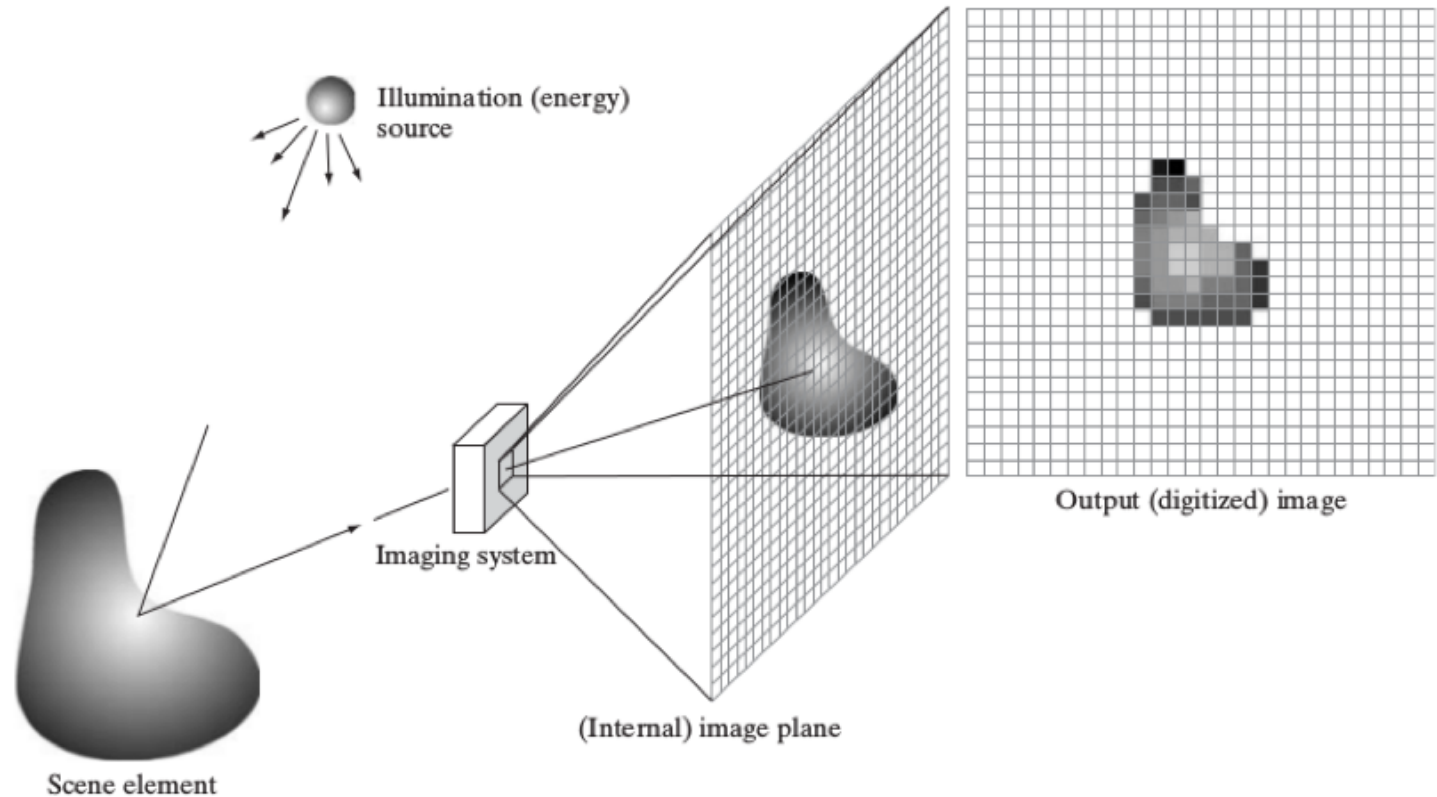 Illumination (energy)
source
Output (digitized) image
Imaging system
(Internal) image plane
Scene element